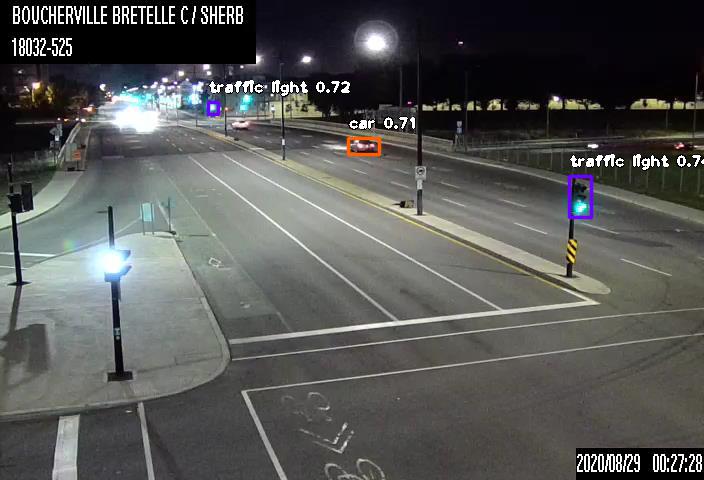 BOUCHERVILLE BRETELLE C / SHERB
18032-525
traffic light 0.72
car 0.71
traffic light 0.74
2020/08/29 00:27:28